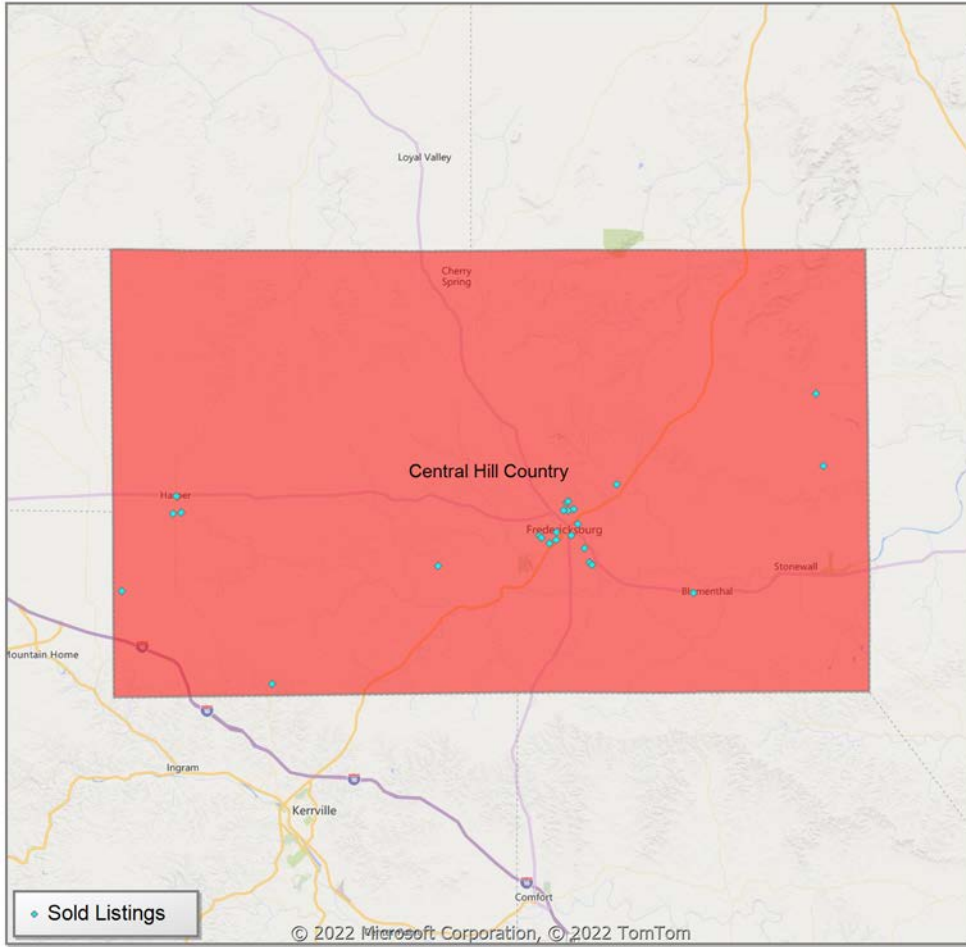 Loyal Valley
Cherry
Spring
Central Hill Country
Harper
Fredericksburg
Stonewall
Blumenthal
Mountain Home
Ingram
Kerrville
Comfort
Sold Listings
© 2022 Microsoft Corporation, © 2022 TomTom